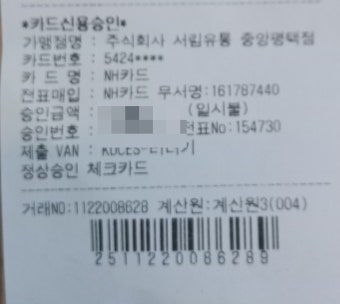 *카드신용승인*
가맹점명 : 주식회사 서림유통 중앙평택점
카드번호 : 5424****
카 드 명 : NH카드
전표매입 : NH카드 무서명:161787440
승인금액 : (일시불)
승인번호 : 전표No:154730
제출 VAN : KOCES-
정상승인 체크카드
거래NO:1122008628 계산원:계산원3(004)
2511220086289